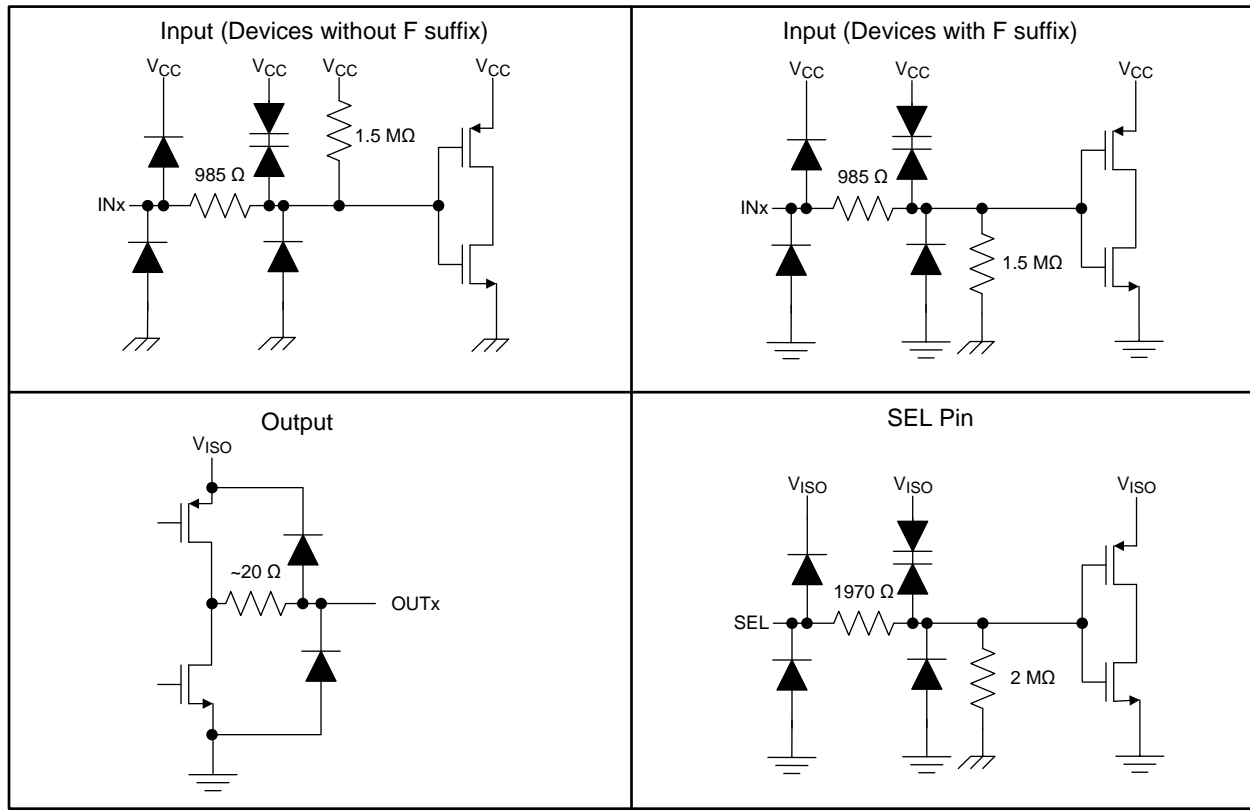 Input (Devices without F suffix)
VCC
VCC
VCC
VCC
1.5 MΩ
985 Ω
INx
Input (Devices with F suffix)
VCC
VCC
VCC
985 Ω
INx
1.5 MΩ
Output
VISO
~20 Ω
OUTx
SEL Pin
VISO
VISO
VISO
1970 Ω
SEL
2 MΩ